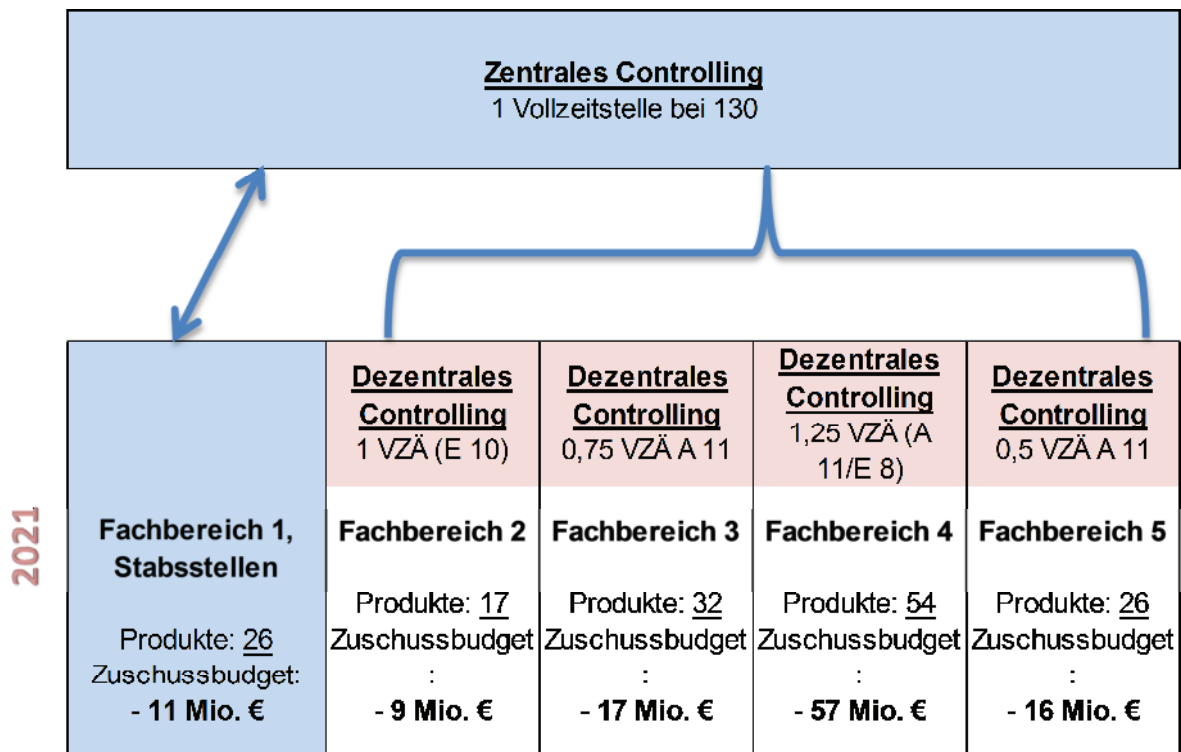 Zentrales Controlling
1 Vollzeitstelle bei 130
2021
Fachbereich 1,
Stabsstellen
Produkte: 26
Zuschussbudget:
- 11 Mio. €
Dezentrales
Controlling
1 VZÄ (E 10)
Fachbereich 2
Produkte: 17
Zuschussbudget
:
- 9 Mio. €
Dezentrales
Controlling
0,75 VZÄ A 11
Fachbereich 3
Produkte: 32
Zuschussbudget
:
- 17 Mio. €
Dezentrales
Controlling
1,25 VZÄ (A
11/E 8)
Fachbereich 4
Produkte: 54
Zuschussbudget
:
- 57 Mio. €
Dezentrales
Controlling
0,5 VZÄ A 11
Fachbereich 5
Produkte: 26
Zuschussbudget
:
- 16 Mio. €